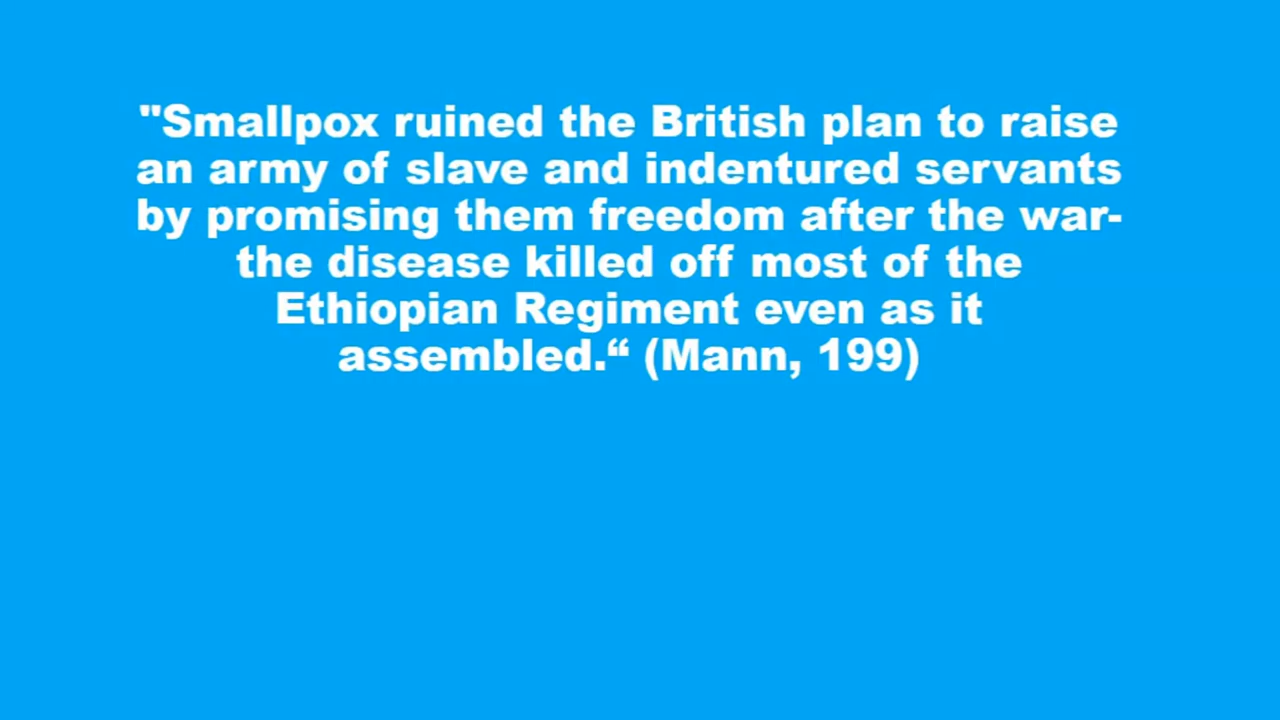 "Smallpox ruined the British plan to raise
an army of slave and indentured servants
by promising them freedom after the war-
the disease killed off most of the
Ethiopian Regiment even as it
assembled.“ (Mann, 199)